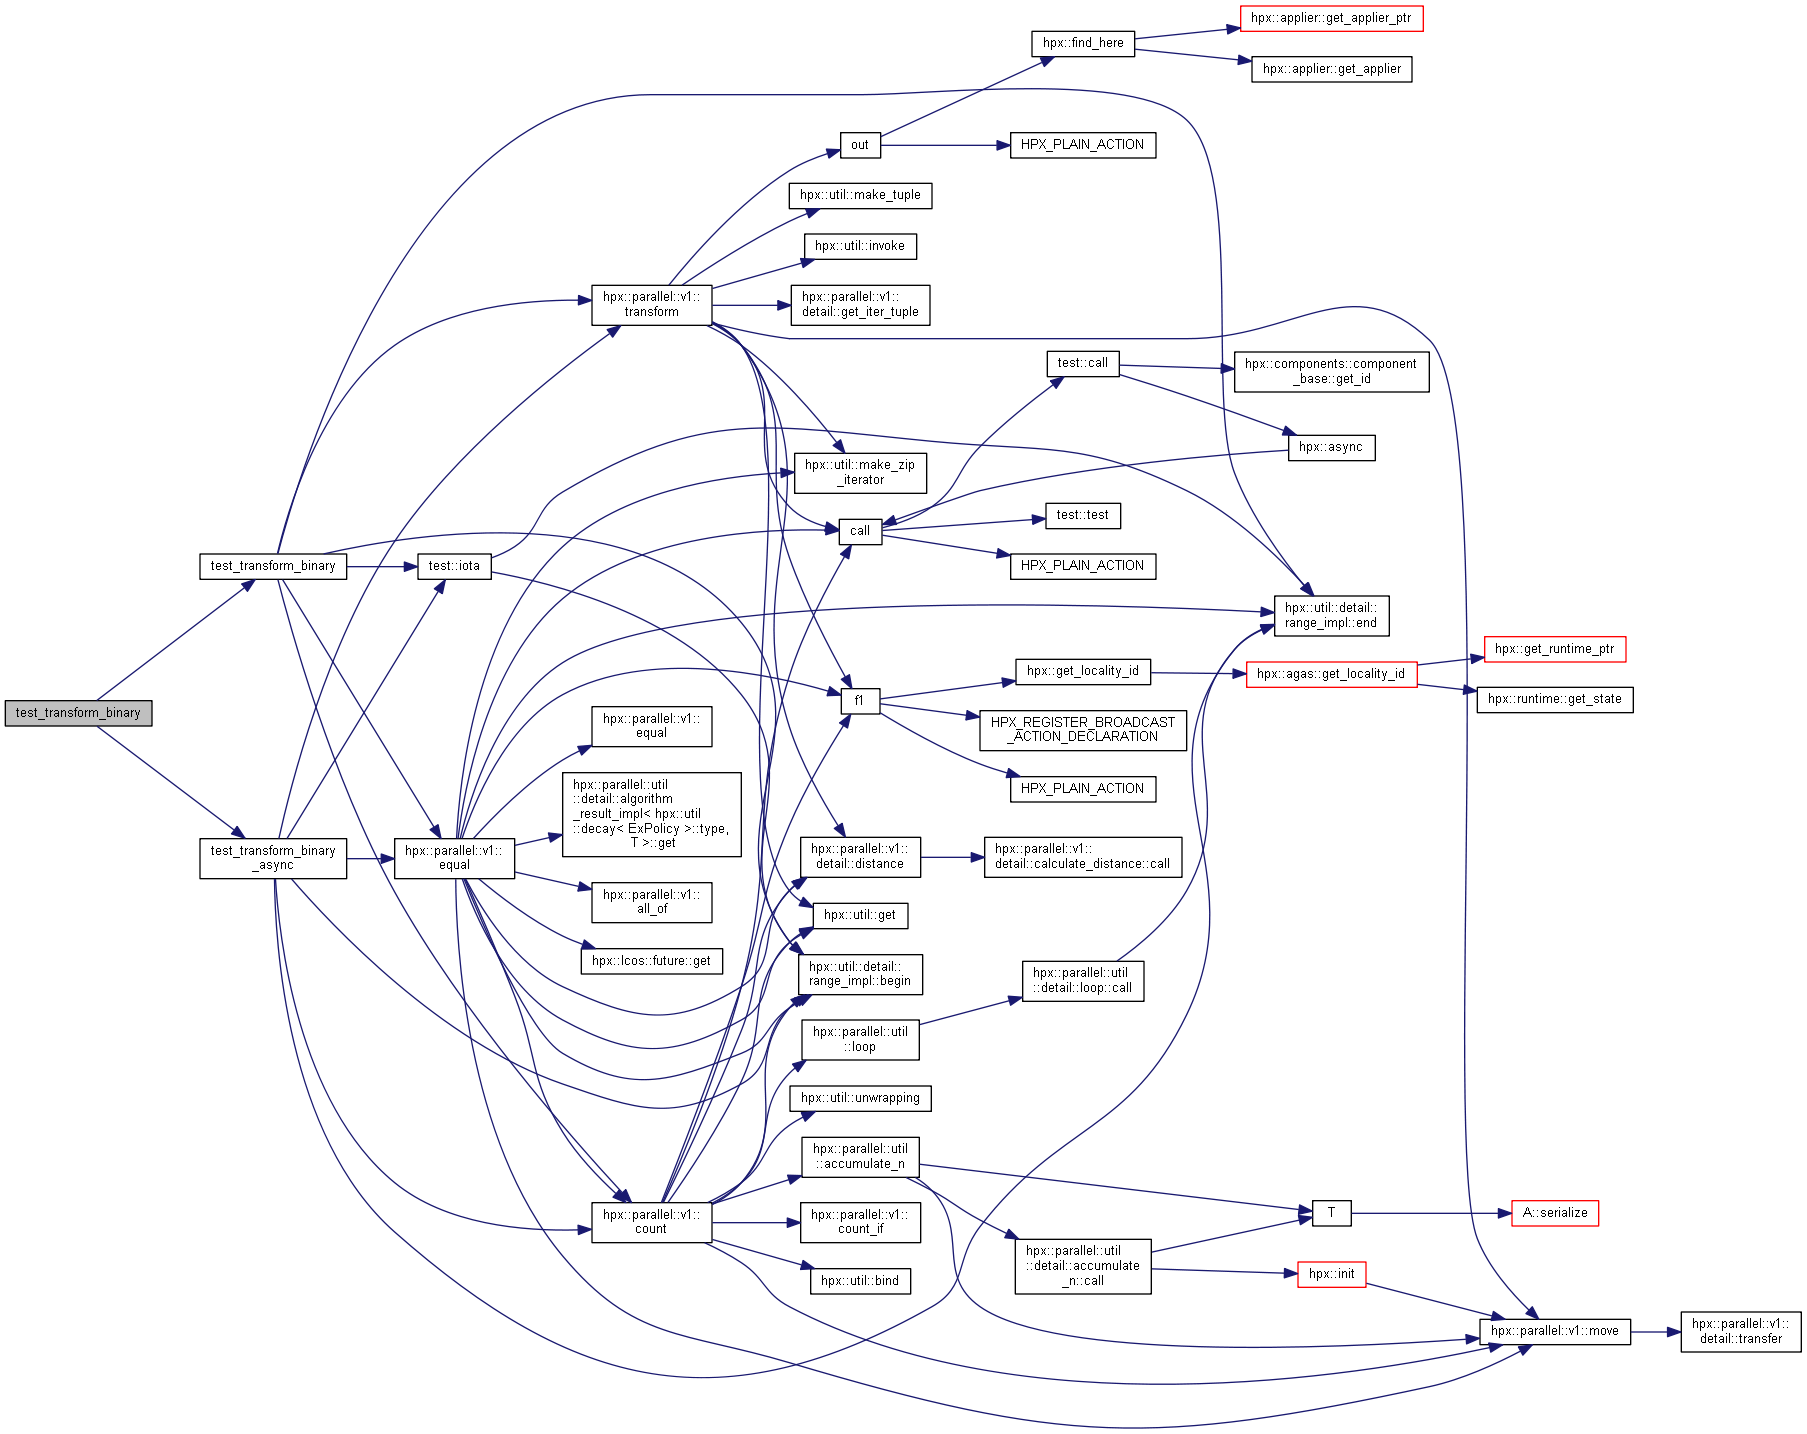 hpx::applier::get_applier_ptr
hpx::find_here
hpx::applier::get_applier
out
HPX_PLAIN_ACTION
hpx::util::make_tuple
hpx::util::invoke
hpx::parallel::v1::
transform
hpx::parallel::v1::
detail::get_iter_tuple
test::call
hpx::components::component
_base::get_id
hpx::async
hpx::util::make_zip
_iterator
test::test
call
HPX_PLAIN_ACTION
test_transform_binary
test::iota
hpx::util::detail::
range_impl::end
hpx::get_runtime_ptr
hpx::get_locality_id
hpx::agas::get_locality_id
hpx::runtime::get_state
f1
test_transform_binary
hpx::parallel::v1::
equal
HPX_REGISTER_BROADCAST
_ACTION_DECLARATION
HPX_PLAIN_ACTION
hpx::parallel::util
::detail::algorithm
_result_impl< hpx::util
::decay< ExPolicy >::type,
T >::get
test_transform_binary
_async
hpx::parallel::v1::
equal
hpx::parallel::v1::
detail::distance
hpx::parallel::v1::
detail::calculate_distance::call
hpx::parallel::v1::
all_of
hpx::util::get
hpx::lcos::future::get
hpx::util::detail::
range_impl::begin
hpx::parallel::util
::detail::loop::call
hpx::parallel::util
::loop
hpx::util::unwrapping
hpx::parallel::util
::accumulate_n
hpx::parallel::v1::
count
hpx::parallel::v1::
count_if
T
A::serialize
hpx::parallel::util
::detail::accumulate
_n::call
hpx::init
hpx::util::bind
hpx::parallel::v1::move
hpx::parallel::v1::
detail::transfer